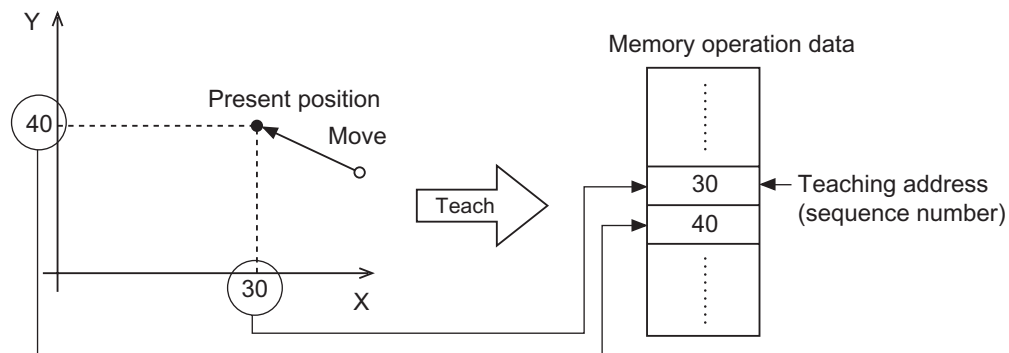 Y
Memory operation data
Present position
40
Move
30
Teaching address
(sequence number)
Teach
40
30
X